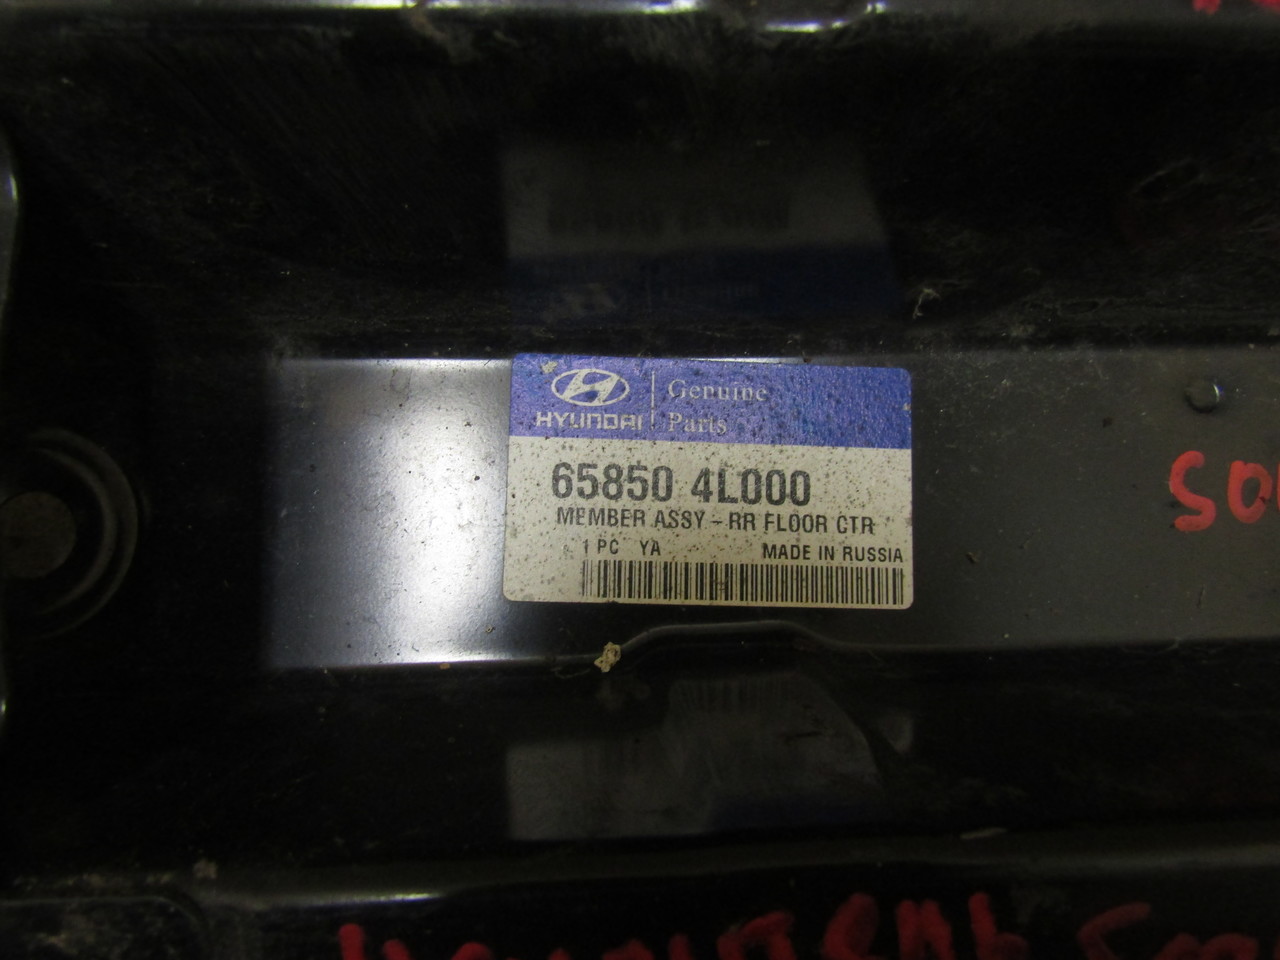 HYUNDAI
Genuine
Parts
65850 4L000
MEMBER ASSY - RR FLOOR CTR
1 PC YA MADE IN RUSSIA